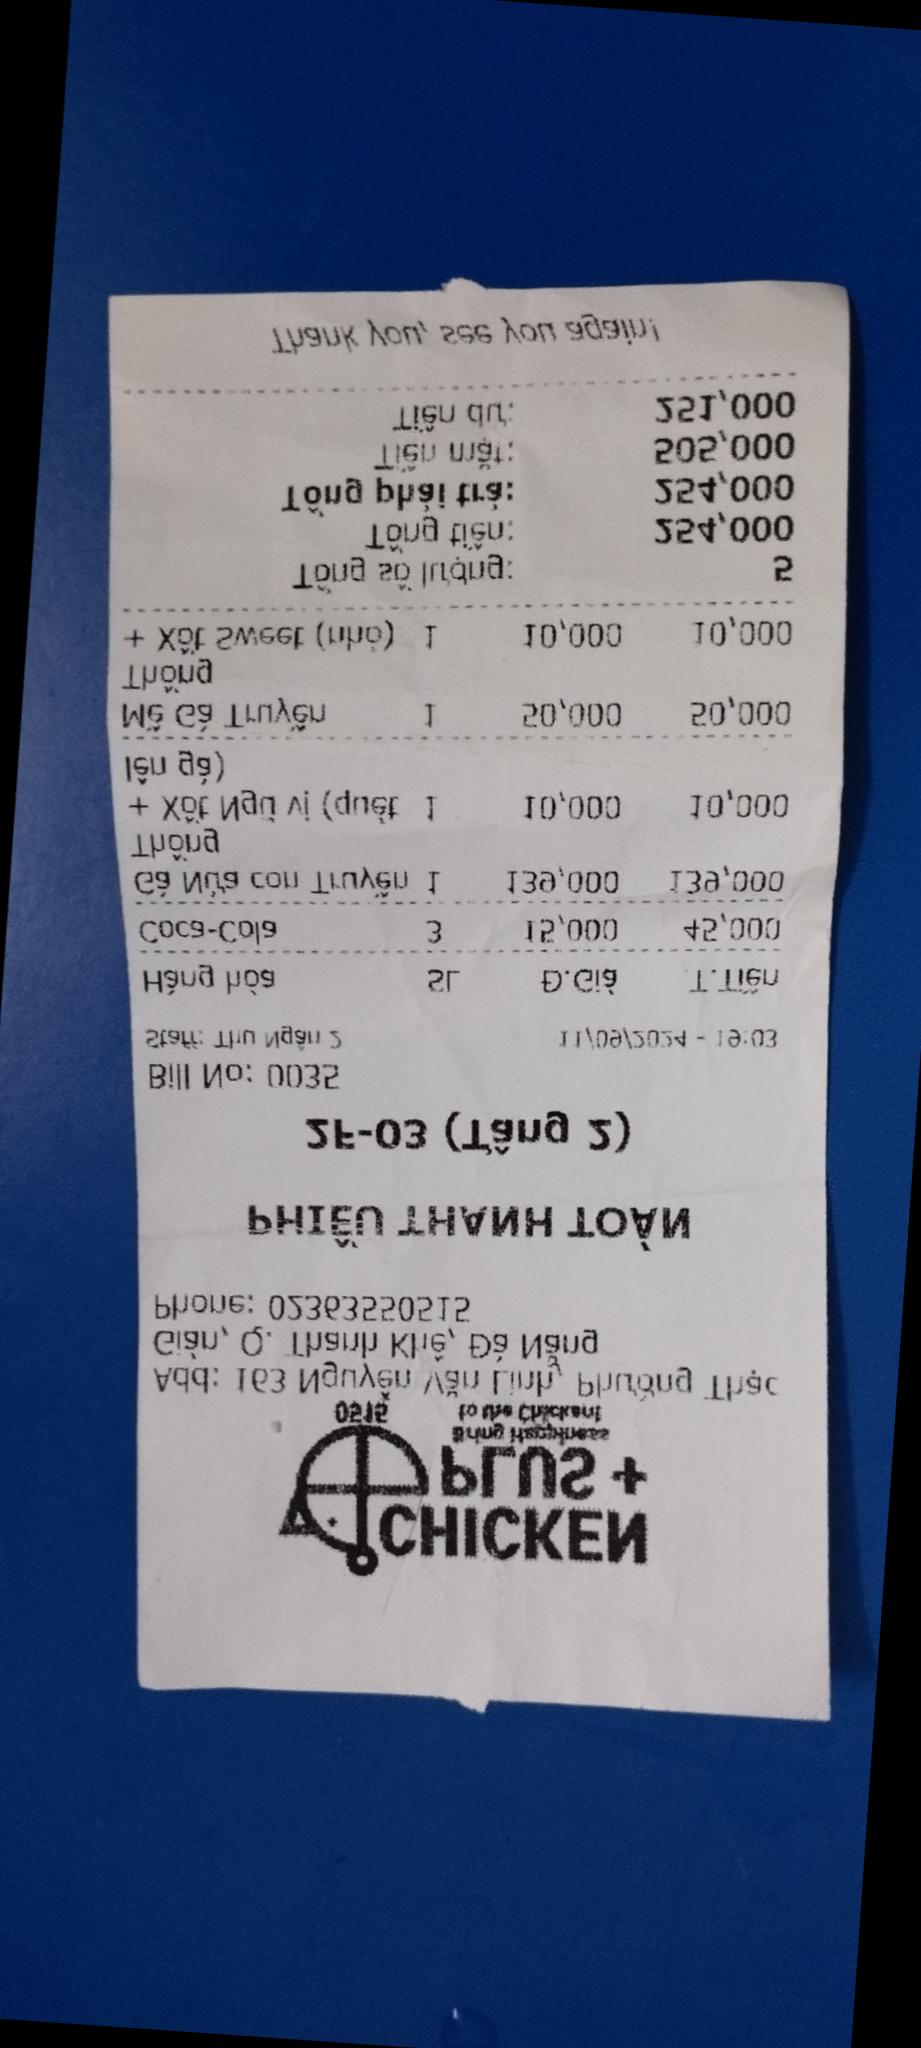 CHICKEN
PLUS +
Bring Happiness
to the Chicken!
0515
Add: 163 Nguyễn Văn Linh, Phường Thạc
Gián, Q. Thanh Khê, Đà Nẵng
Phone: 02363550515
PHIẾU THANH TOÁN
2F-03 (Tầng 2)
Bill No: 0035
Staff: Thu Ngân 2 11/09/2024 - 19:03
Hàng hóa SL Đ.Giá T.Tiền
Coca-Cola 3 15,000 45,000
Gà Nửa con Truyền 1 139,000 139,000
Thống
+ Xốt Ngũ vị (quét 1 10,000 10,000
lên gà)
Mề Gà Truyền 1 50,000 50,000
Thống
+ Xốt Sweet (nhỏ) 1 10,000 10,000
Tổng số lượng: 5
Tổng tiền: 254,000
Tổng phải trả: 254,000
Tiền mặt: 505,000
Tiền dư: 251,000
Thank you, see you again!